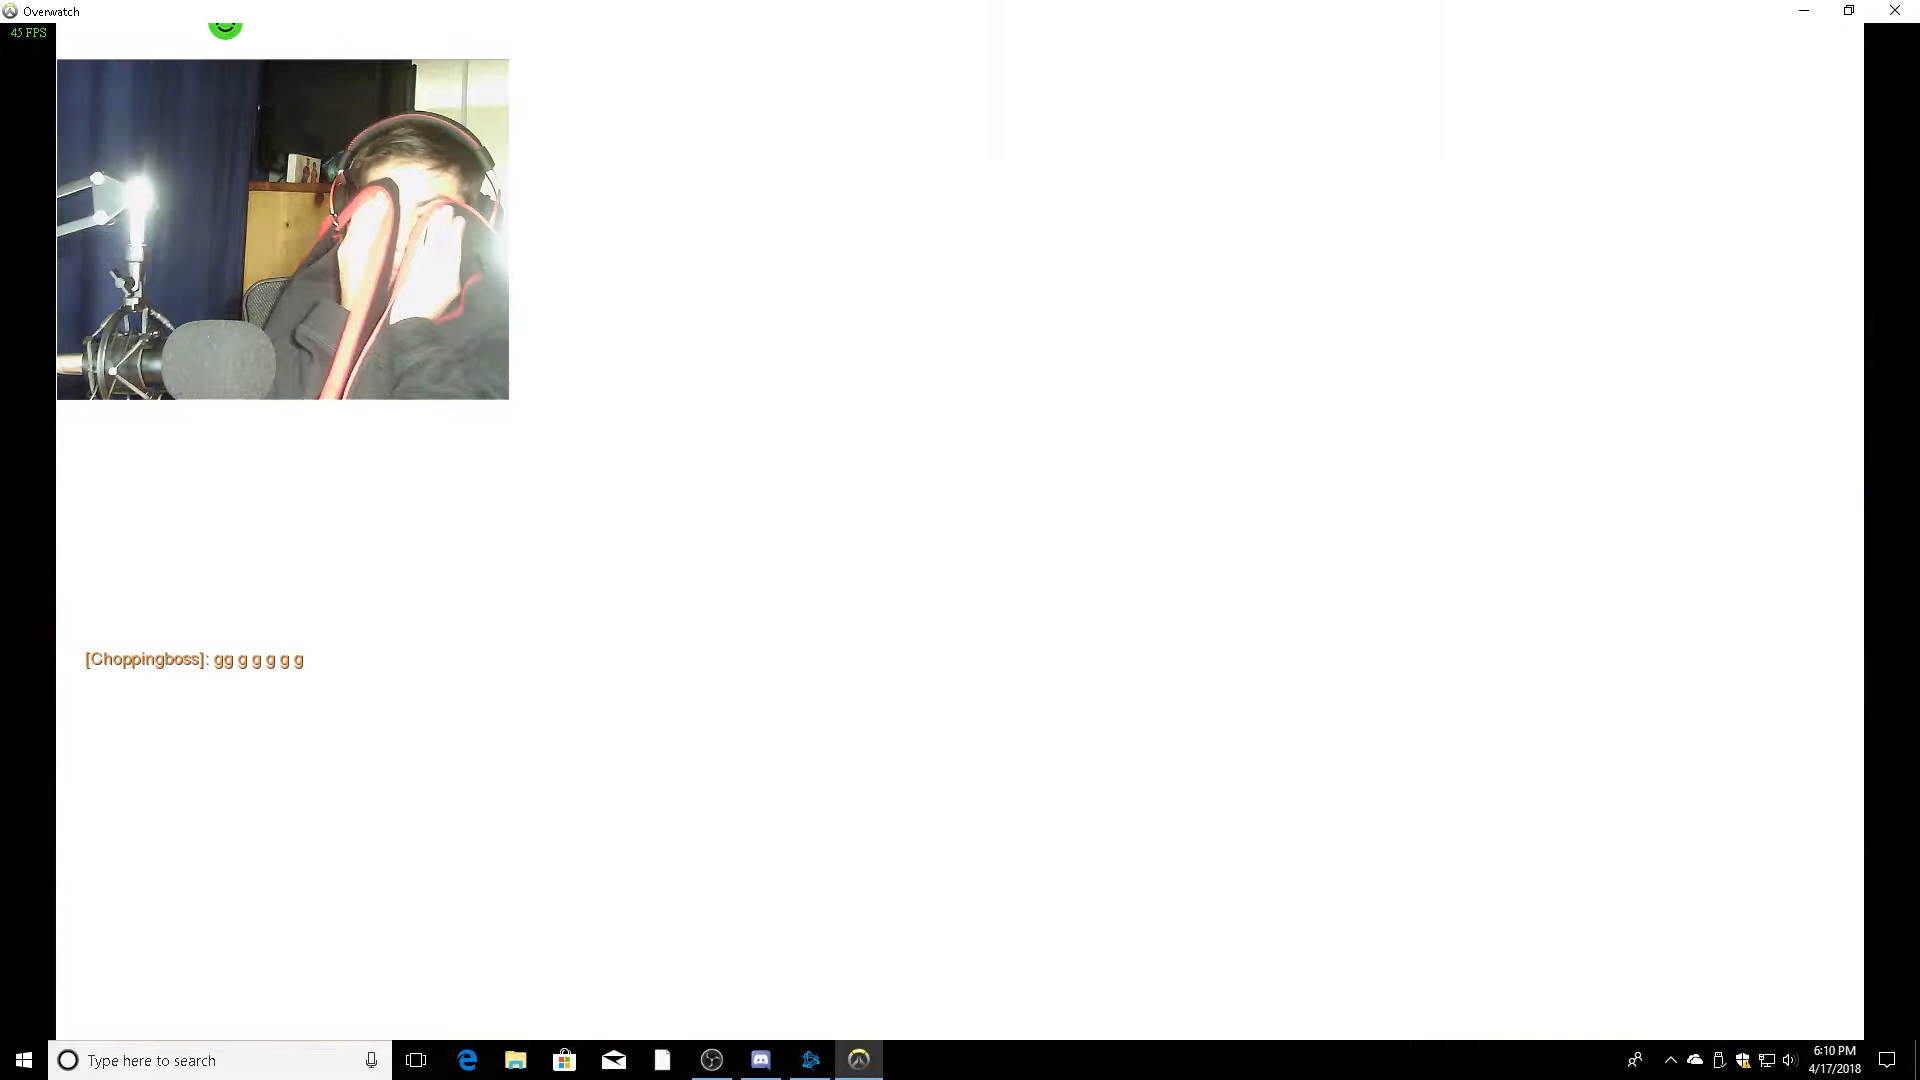 Overwatch
45 FPS
[Choppingboss]: gg g g g g g
Type here to search
6:10 PM
4/17/2018